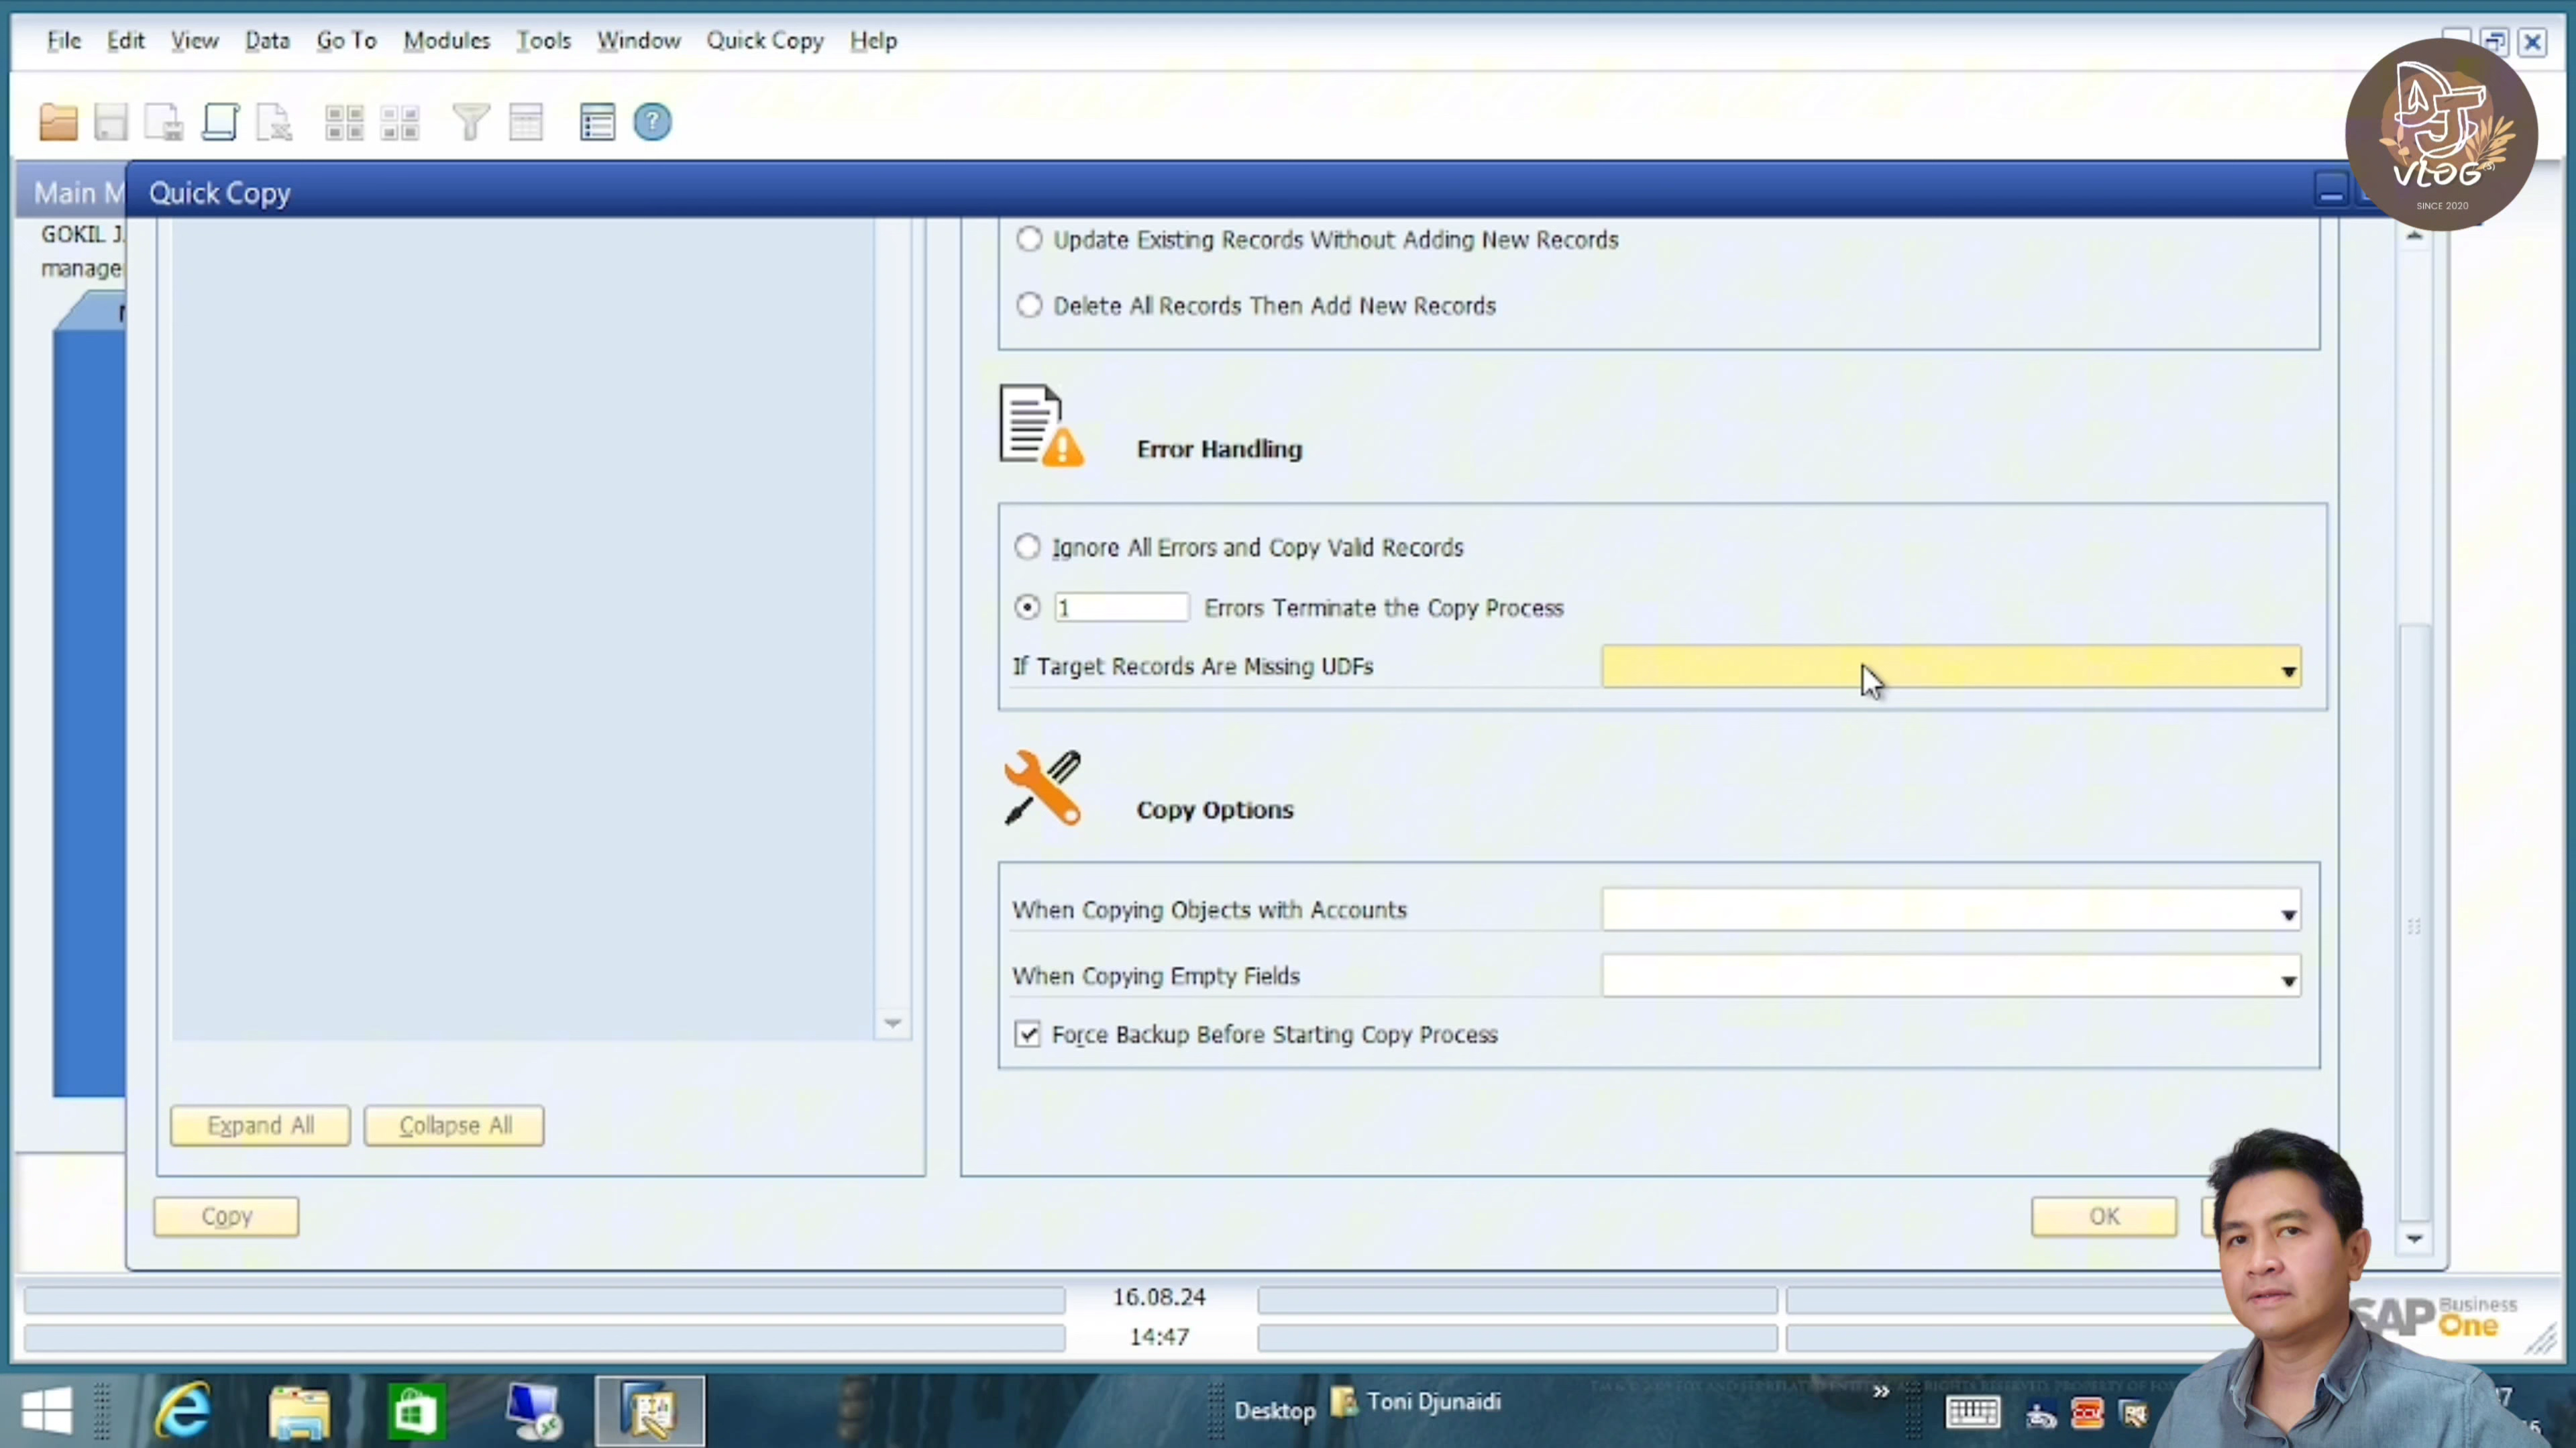 File Edit View Data Go To Modules Tools Window Quick Copy Help
DJ
VLOG
SINCE 2020
Main M
Quick Copy
GOKIL J
manage
Update Existing Records Without Adding New Records
Delete All Records Then Add New Records
Error Handling
Ignore All Errors and Copy Valid Records
1 Errors Terminate the Copy Process
If Target Records Are Missing UDFs
Copy Options
When Copying Objects with Accounts
When Copying Empty Fields
Force Backup Before Starting Copy Process
Expand All Collapse All
Copy
OK
16.08.24
14:47
SAP Business One
Desktop
Toni Djunaidi